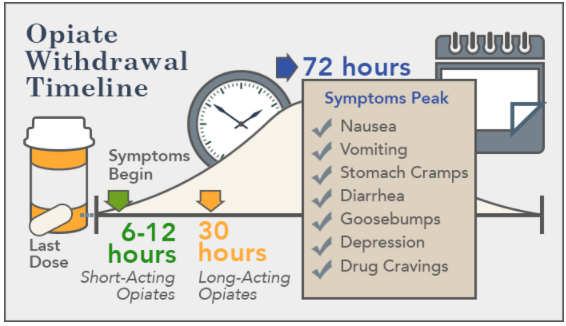 Opiate
Withdrawal
Timeline
72 hours
Symptoms Peak
Nausea
Vomiting
Stomach Cramps
Diarrhea
Goosebumps
Depression
Drug Cravings
Symptoms
Begin
Last
Dose
6-12
hours
Short-Acting
Opiates
30
hours
Long-Acting
Opiates